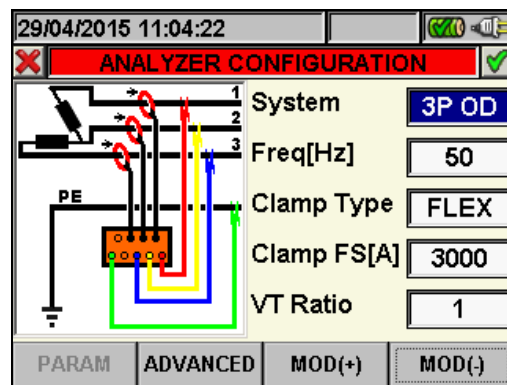 29/04/2015 11:04:22
ANALYZER CONFIGURATION
1
2
3
PE
System 3P OD
Freq[Hz] 50
Clamp Type FLEX
Clamp FS[A] 3000
VT Ratio 1
PARAM ADVANCED MOD(+) MOD(-)